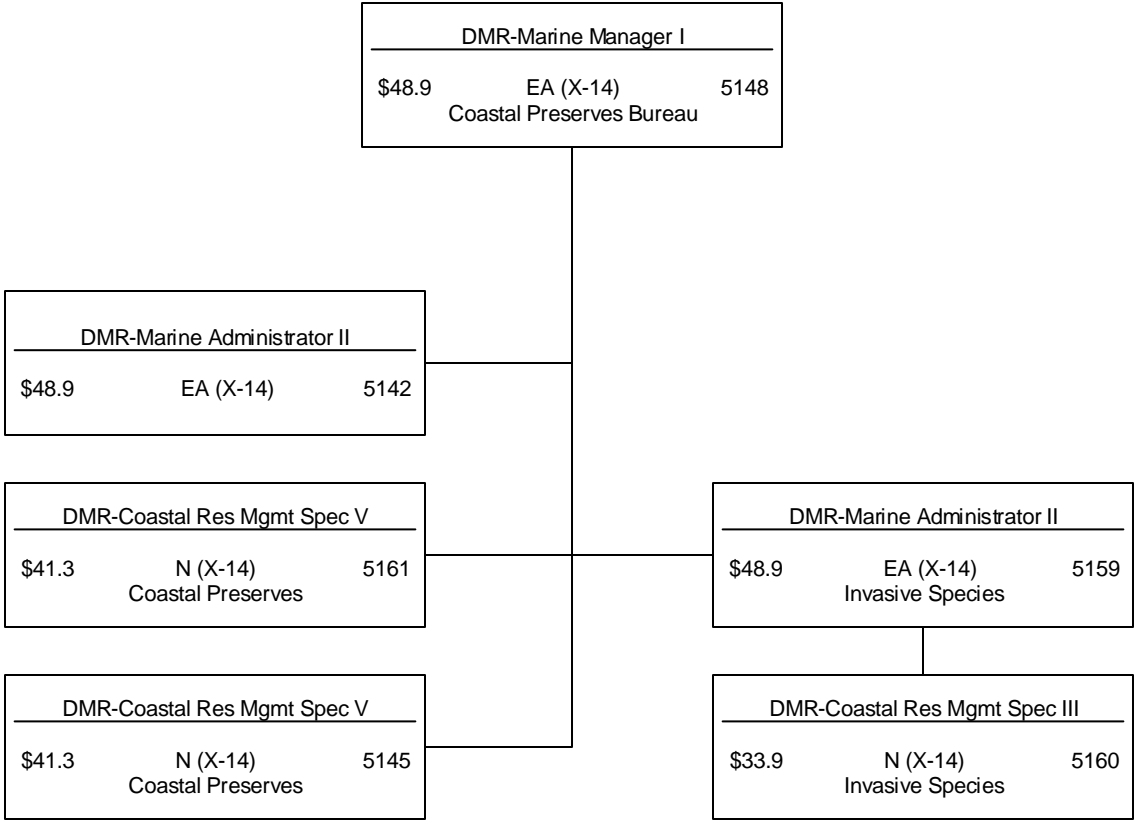 DMR-Marine Manager I
$48.9 EA (X-14) 5148
Coastal Preserves Bureau
DMR-Marine Administrator II
$48.9 EA (X-14) 5142
DMR-Coastal Res Mgmt Spec V
$41.3 N (X-14) 5161
Coastal Preserves
DMR-Marine Administrator II
$48.9 EA (X-14) 5159
Invasive Species
DMR-Coastal Res Mgmt Spec V
$41.3 N (X-14) 5145
Coastal Preserves
DMR-Coastal Res Mgmt Spec III
$33.9 N (X-14) 5160
Invasive Species